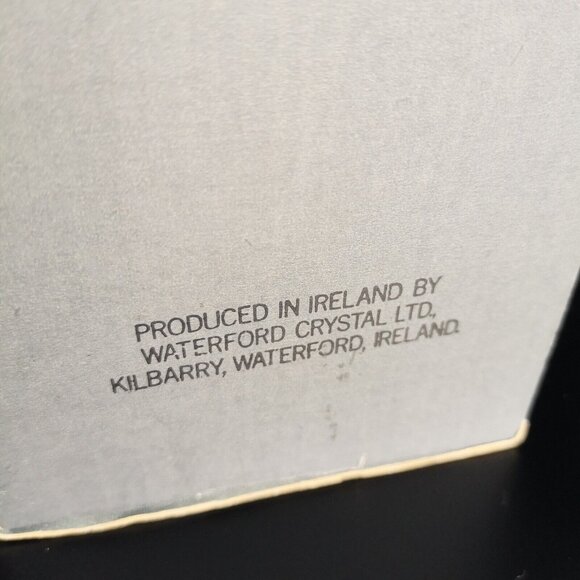 PRODUCED IN IRELAND BY
WATERFORD CRYSTAL LTD,
KILBARRY, WATERFORD, IRELAND.